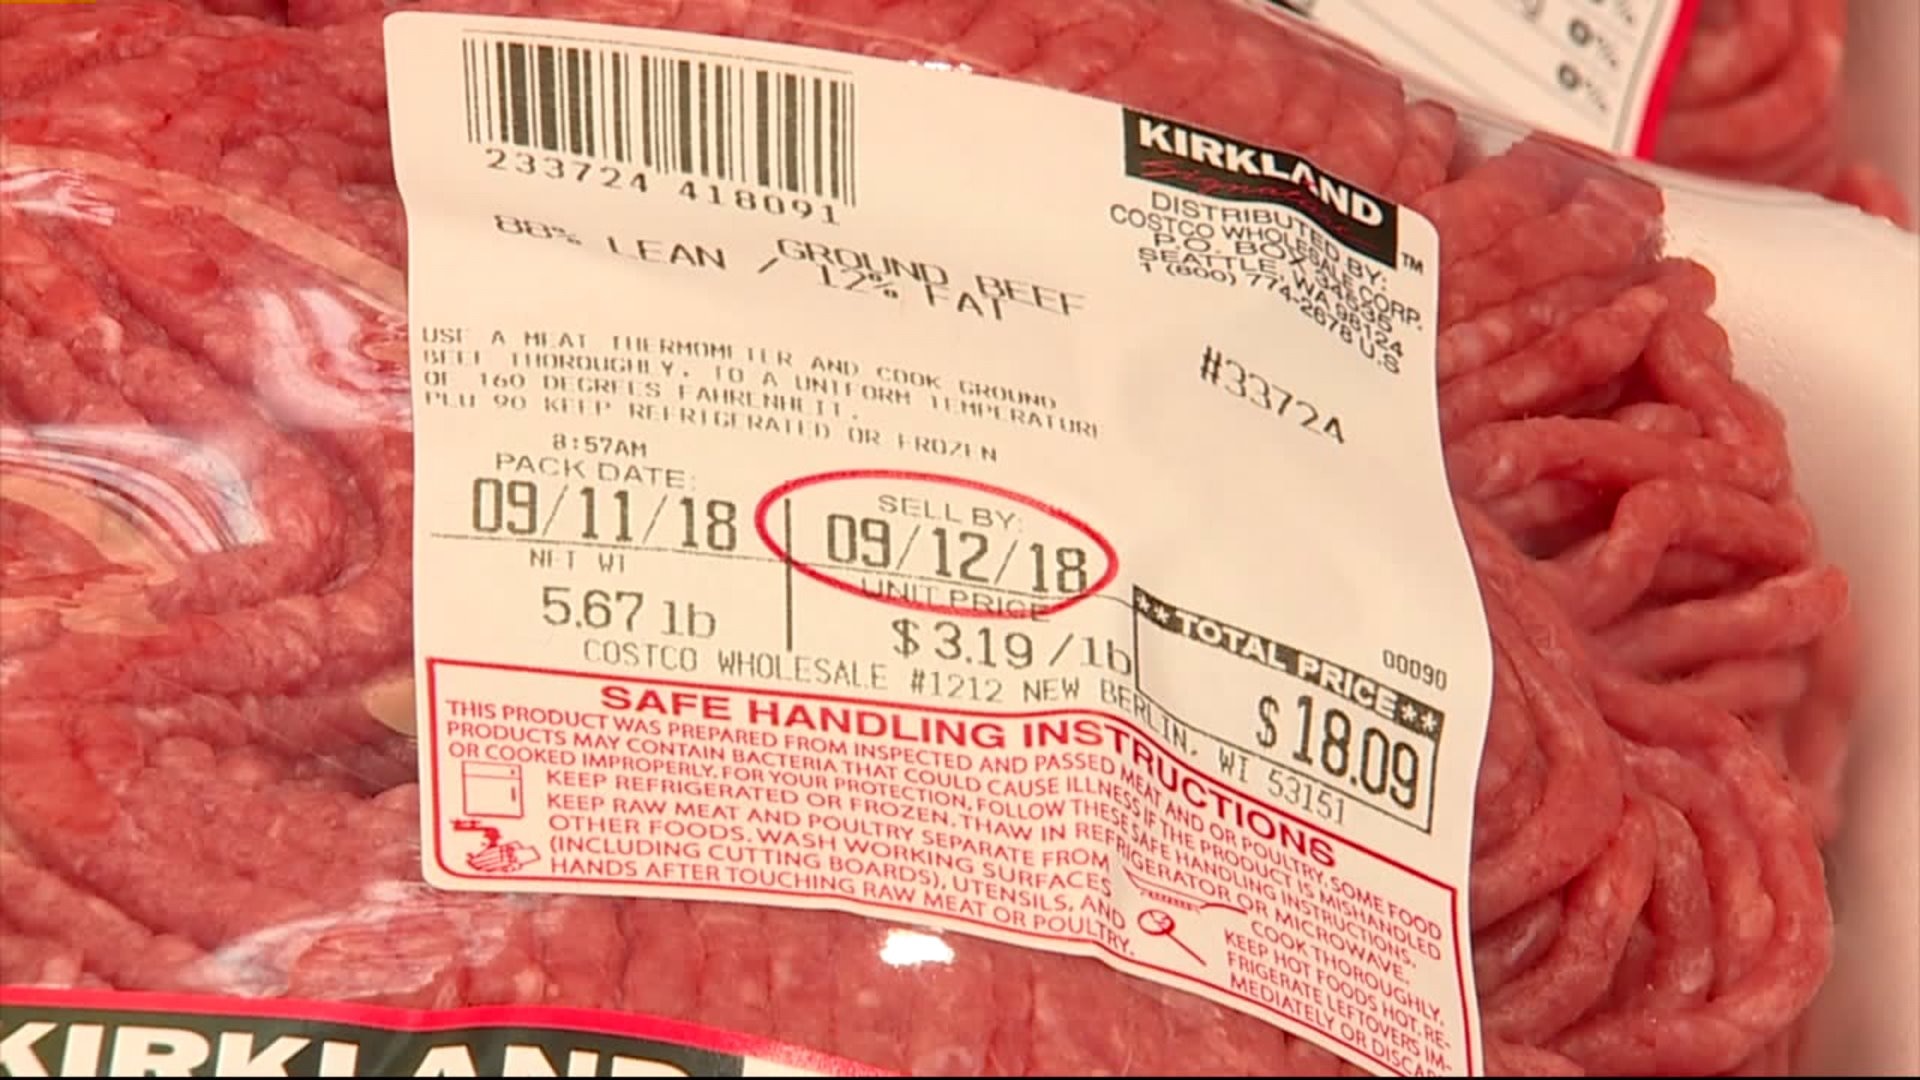 0%
0%
233724 418091
KIRKLAND
Signature
TM
DISTRIBUTED BY:
COSTCO WHOLESALE CORP.
P.O. BOX 34535
SEATTLE, WA 98124
1 (800) 774-2678 U.S
GROUND BEEF
88% LEAN / 12% FAT
#3372A
USE A MEAT THERMOMETER AND COOK GROUND
BEEF THOROUGHLY. TO A UNIFORM TEMPERATURE
OF 160 DEGREES FAHRENHEIT.
PLU 90 KEEP REFRIGERATED OR FROZEN
8:57AM
PACK DATE:
09/11/18
SELL BY:
09/12/18
NET WT
5.67 lb
UNIT PRICE
$3.19 /lb
**TOTAL PRICE**
00090
$18.09
COSTCO WHOLESALE #1212 NEW BERLIN, WI 53151
SAFE HANDLING INSTRUCTIONS
THIS PRODUCT WAS PREPARED FROM INSPECTED AND PASSED MEAT AND/OR POULTRY. SOME FOOD
PRODUCTS MAY CONTAIN BACTERIA THAT COULD CAUSE ILLNESS IF THE PRODUCT IS MISHANDLED
OR COOKED IMPROPERLY. FOR YOUR PROTECTION, FOLLOW THESE SAFE HANDLING INSTRUCTIONS.
KEEP REFRIGERATED OR FROZEN. THAW IN REFRIGERATOR OR MICROWAVE.
KEEP RAW MEAT AND POULTRY SEPARATE FROM
OTHER FOODS. WASH WORKING SURFACES
(INCLUDING CUTTING BOARDS), UTENSILS, AND
HANDS AFTER TOUCHING RAW MEAT OR POULTRY.
COOK THOROUGHLY.
KEEP HOT FOODS HOT. RE-
FRIGERATE LEFTOVERS IM-
MEDIATELY OR DISCARD
KIRKLAND